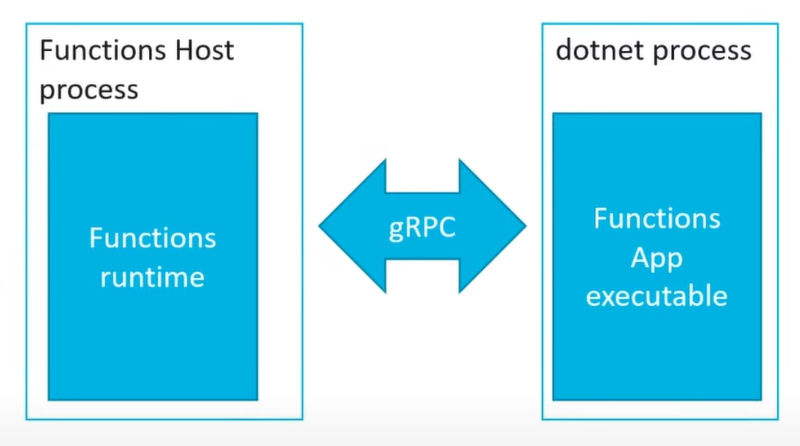 Functions Host
process
Functions
runtime
gRPC
dotnet process
Functions
App
executable